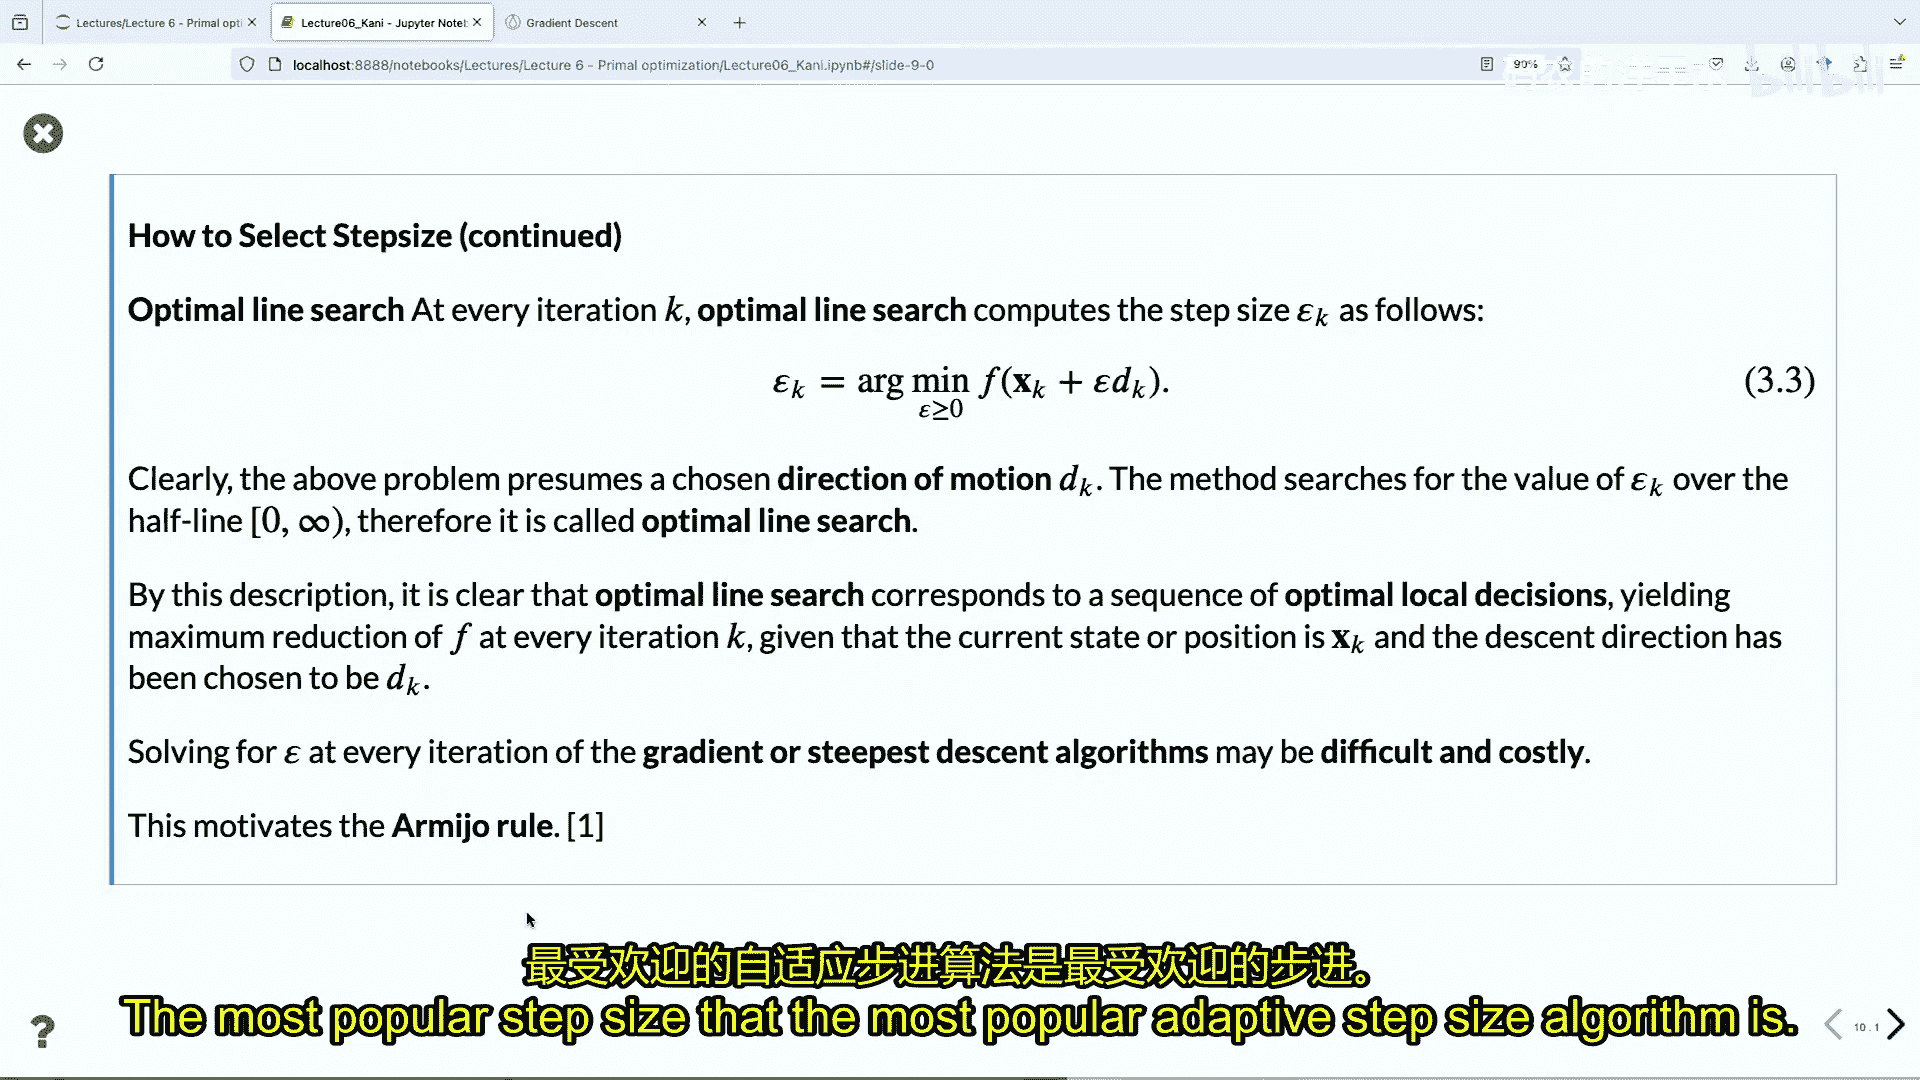 Lectures/Lecture 6 - Primal opti
Lecture06_Kani - Jupyter Note
Gradient Descent
localhost:8888/notebooks/Lectures/Lecture 6 - Primal optimization/Lecture06_Kani.ipynb#/slide-9-0
90%
bilibili
How to Select Stepsize (continued)
Optimal line search At every iteration k, optimal line search computes the step size εk as follows:
εk = arg min f(xk + εdk). (3.3)
ε≥0
Clearly, the above problem presumes a chosen direction of motion dk. The method searches for the value of εk over the
half-line [0, ∞), therefore it is called optimal line search.
By this description, it is clear that optimal line search corresponds to a sequence of optimal local decisions, yielding
maximum reduction of f at every iteration k, given that the current state or position is xk and the descent direction has
been chosen to be dk.
Solving for ε at every iteration of the gradient or steepest descent algorithms may be difficult and costly.
This motivates the Armijo rule. [1]
最受欢迎的自适应步进算法是最受欢迎的步进。
The most popular step size that the most popular adaptive step size algorithm is.
?
10.1